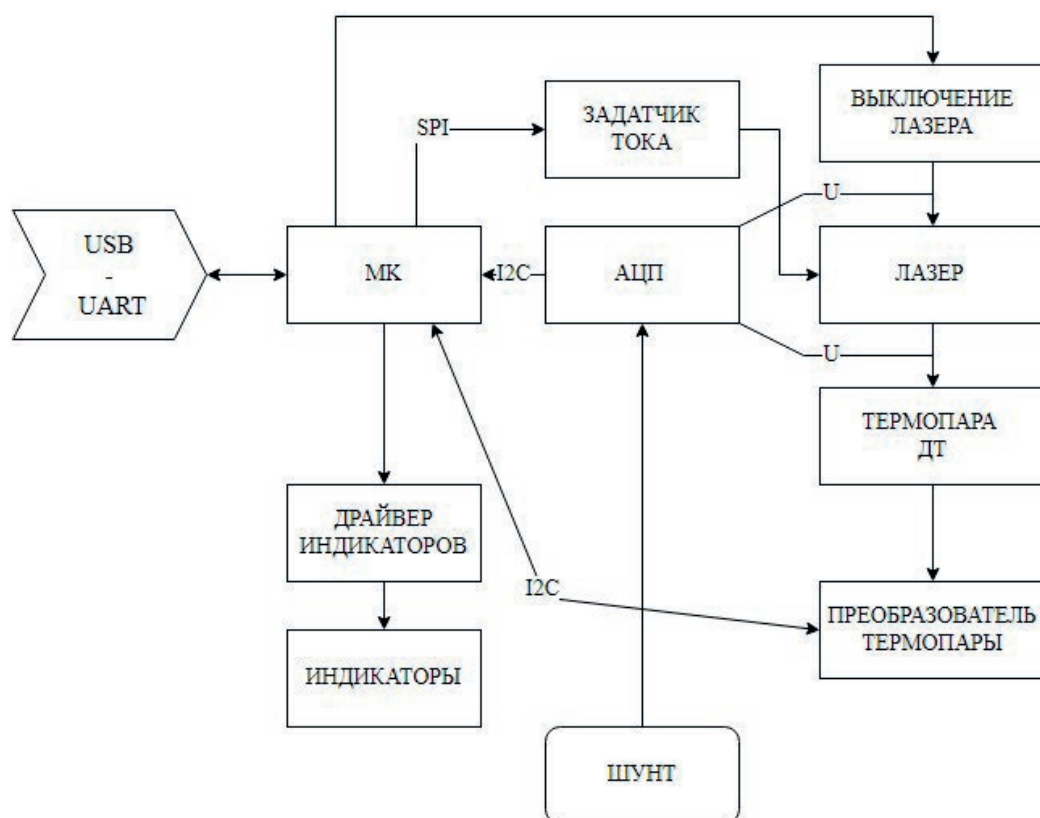 ВЫКЛЮЧЕНИЕ
ЛАЗЕРА
ЗАДАТЧИК
ТОКА
SPI
U
USB
-
UART
МК
I2C
АЦП
ЛАЗЕР
U
ТЕРМОПАРА
ДТ
ДРАЙВЕР
ИНДИКАТОРОВ
I2C
ПРЕОБРАЗОВАТЕЛЬ
ТЕРМОПАРЫ
ИНДИКАТОРЫ
ШУНТ